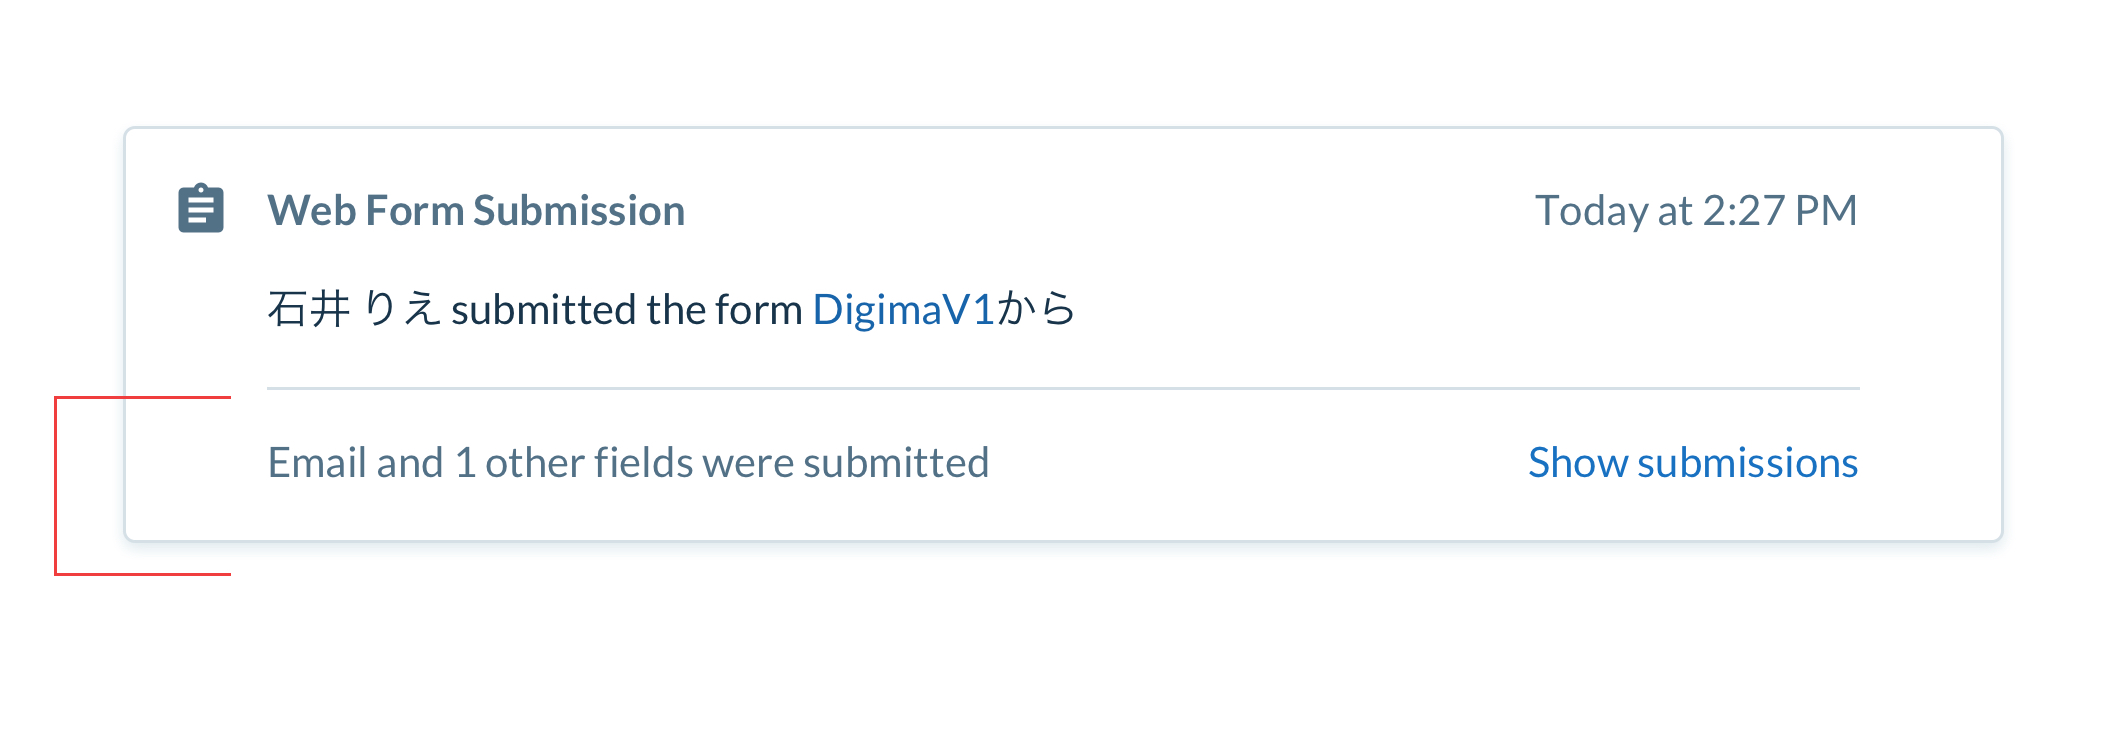 Web Form Submission
Today at 2:27 PM
石井 りえ submitted the form DigimaV1から
Email and 1 other fields were submitted
Show submissions